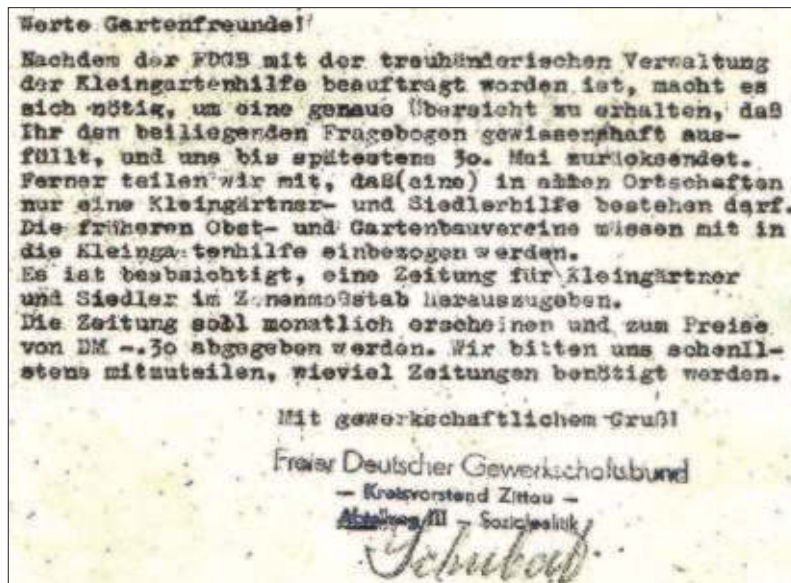 Werte Gartenfreunde!
Nachdem der FDGB mit der treuhänderischen Verwaltung
der Kleingartenhilfe beauftragt worden ist, macht es
sich nötig, um eine genaue Übersicht zu erhalten, daß
Ihr den beiliegenden Fragebogen gewissenhaft aus-
füllt, und uns bis spätestens 30. Mai zurücksendet.
Ferner teilen wir mit, daß(eine) in allen Ortschaften
nur eine Kleingärtner- und Siedlerhilfe bestehen darf.
Die früheren Obst- und Gartenbauvereine müssen mit in
die Kleinga tenhilfe einbezogen werden.
Es ist beabsichtigt, eine Zeitung für Kleingärtner
und Siedler im Zonenmaßstab herauszugeben.
Die Zeitung soll monatlich erscheinen und zum Preise
von DM -.30 abgegeben werden. Wir bitten uns schenll-
stens mitzuteilen, wieviel Zeitungen benötigt werden.
Mit gewerkschaftlichem Gruß!
Freier Deutscher Gewerkschaftsbund
— Kreisvorstand Zittau —
Abteilung III — Sozialpolitik